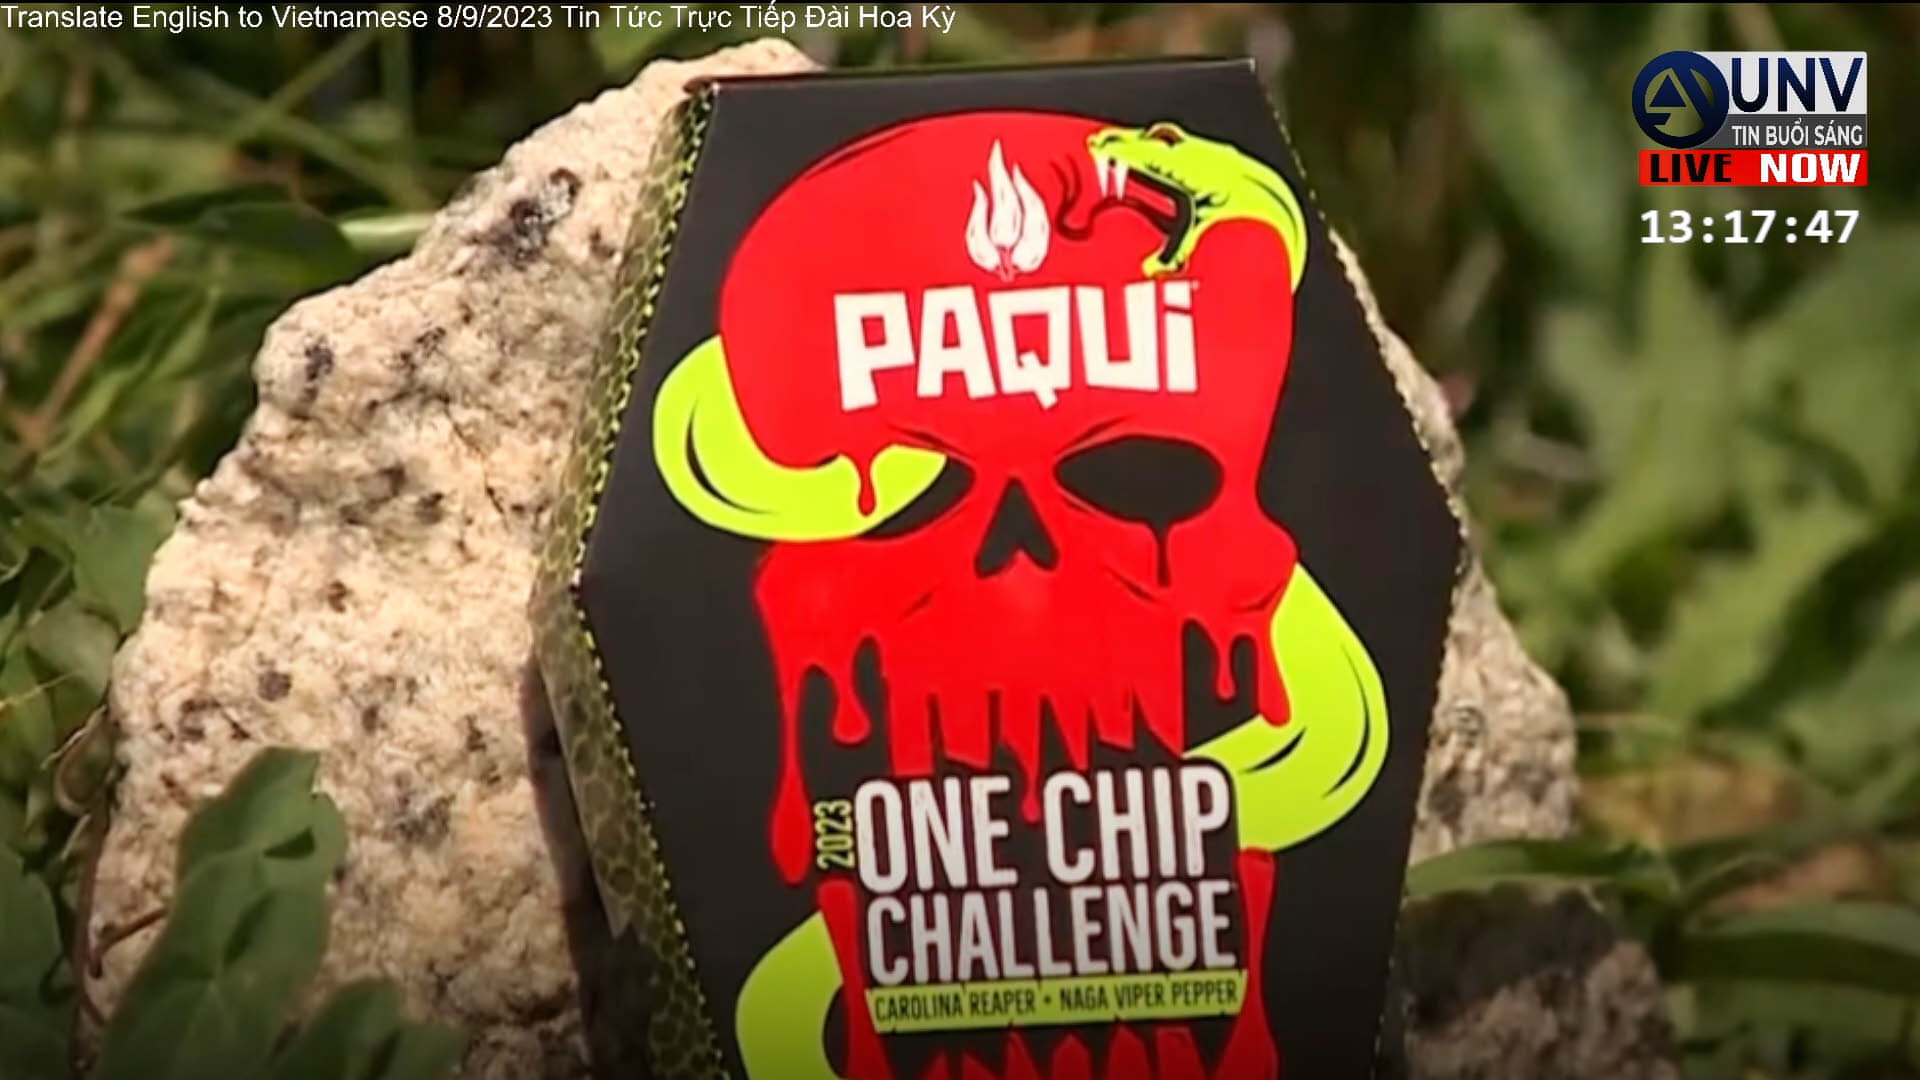 Translate English to Vietnamese 8/9/2023 Tin Tức Trực Tiếp Đài Hoa Kỳ
UNV
TIN BUỔI SÁNG
LIVE NOW
13:17:47
PAQUI
2023
ONE CHIP
CHALLENGE
CAROLINA REAPER • NAGA VIPER PEPPER